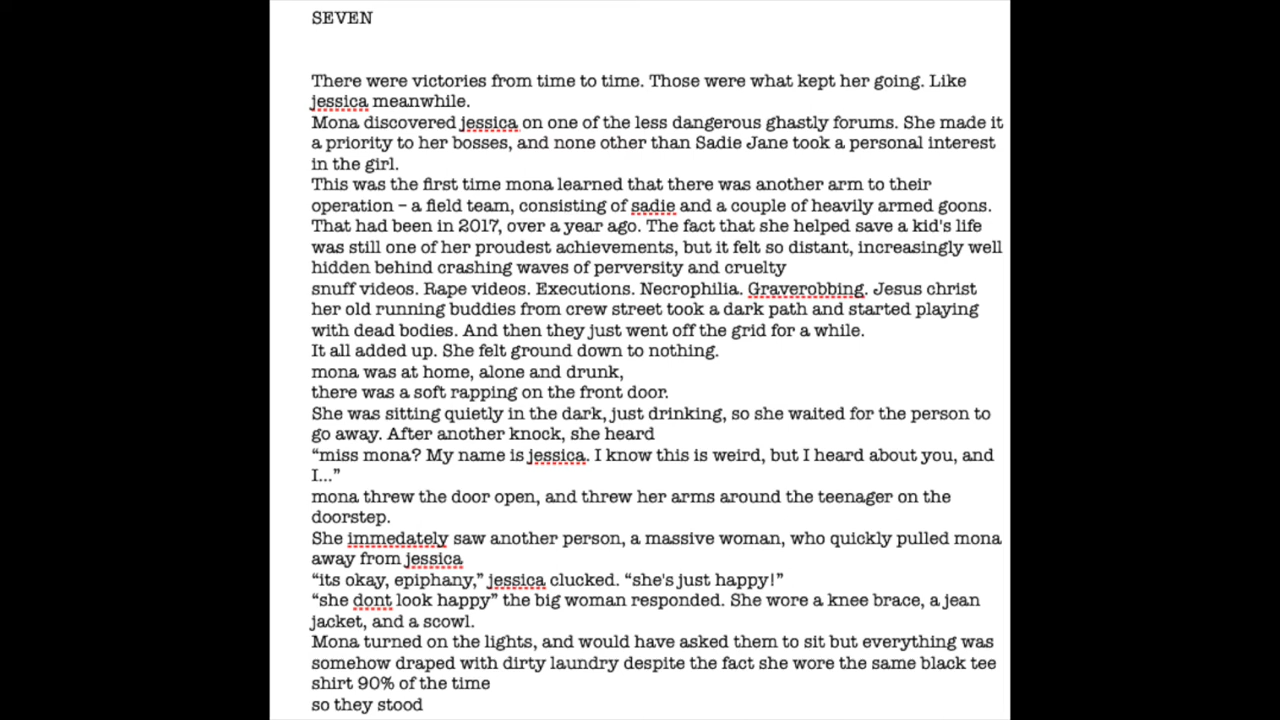 SEVEN
There were victories from time to time. Those were what kept her going. Like
jessica meanwhile.
Mona discovered jessica on one of the less dangerous ghastly forums. She made it
a priority to her bosses, and none other than Sadie Jane took a personal interest
in the girl.
This was the first time mona learned that there was another arm to their
operation – a field team, consisting of sadie and a couple of heavily armed goons.
That had been in 2017, over a year ago. The fact that she helped save a kid's life
was still one of her proudest achievements, but it felt so distant, increasingly well
hidden behind crashing waves of perversity and cruelty
snuff videos. Rape videos. Executions. Necrophilia. Graverobbing. Jesus christ
her old running buddies from crew street took a dark path and started playing
with dead bodies. And then they just went off the grid for a while.
It all added up. She felt ground down to nothing.
mona was at home, alone and drunk,
there was a soft rapping on the front door.
She was sitting quietly in the dark, just drinking, so she waited for the person to
go away. After another knock, she heard
“miss mona? My name is jessica. I know this is weird, but I heard about you, and
I...”
mona threw the door open, and threw her arms around the teenager on the
doorstep.
She immedately saw another person, a massive woman, who quickly pulled mona
away from jessica
“its okay, epiphany,” jessica clucked. “she's just happy!”
“she dont look happy” the big woman responded. She wore a knee brace, a jean
jacket, and a scowl.
Mona turned on the lights, and would have asked them to sit but everything was
somehow draped with dirty laundry despite the fact she wore the same black tee
shirt 90% of the time
so they stood